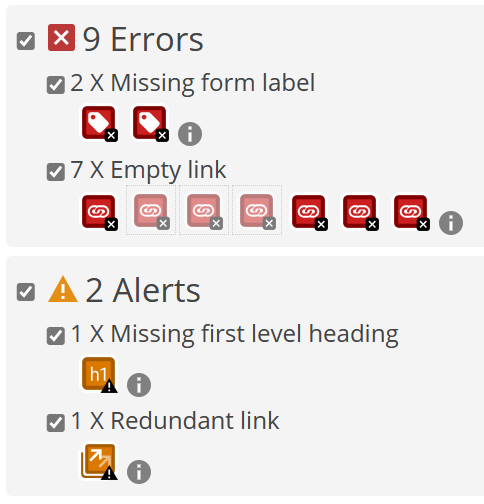 9 Errors
2 X Missing form label
7 X Empty link
2 Alerts
1 X Missing first level heading
h1
1 X Redundant link